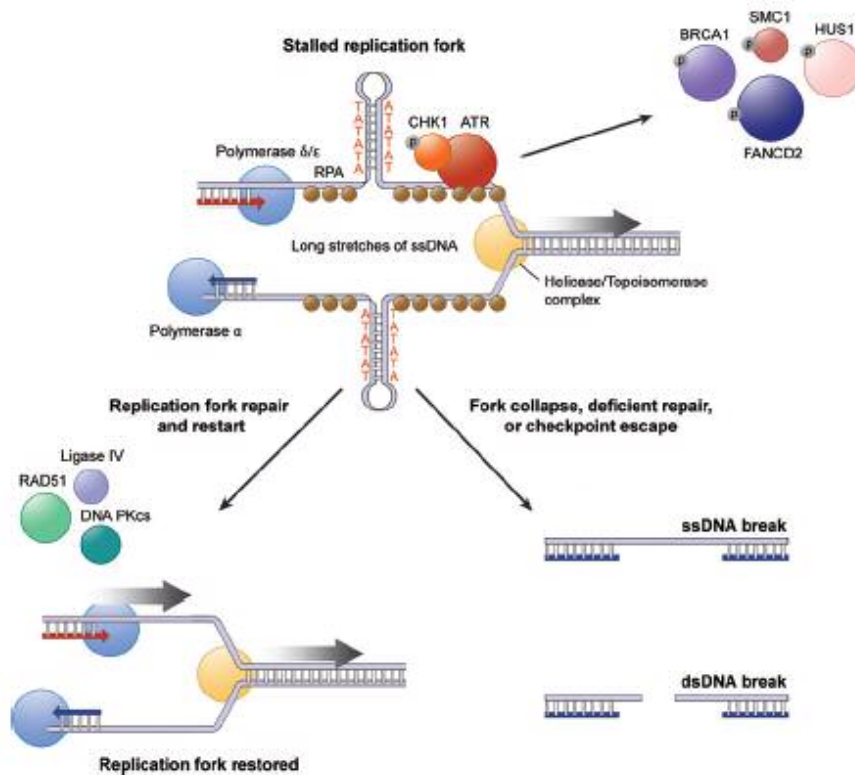 Stalled replication fork
BRCA1
SMC1
HUS1
p
p
p
p
FANCD2
CHK1
ATR
p
TATATA
ATATAT
Polymerase δ/ε
RPA
Long stretches of ssDNA
Helicase/Topoisomerase
complex
Polymerase α
ATATAT
TATATA
Replication fork repair
and restart
Fork collapse, deficient repair,
or checkpoint escape
Ligase IV
RAD51
DNA PKcs
ssDNA break
dsDNA break
Replication fork restored